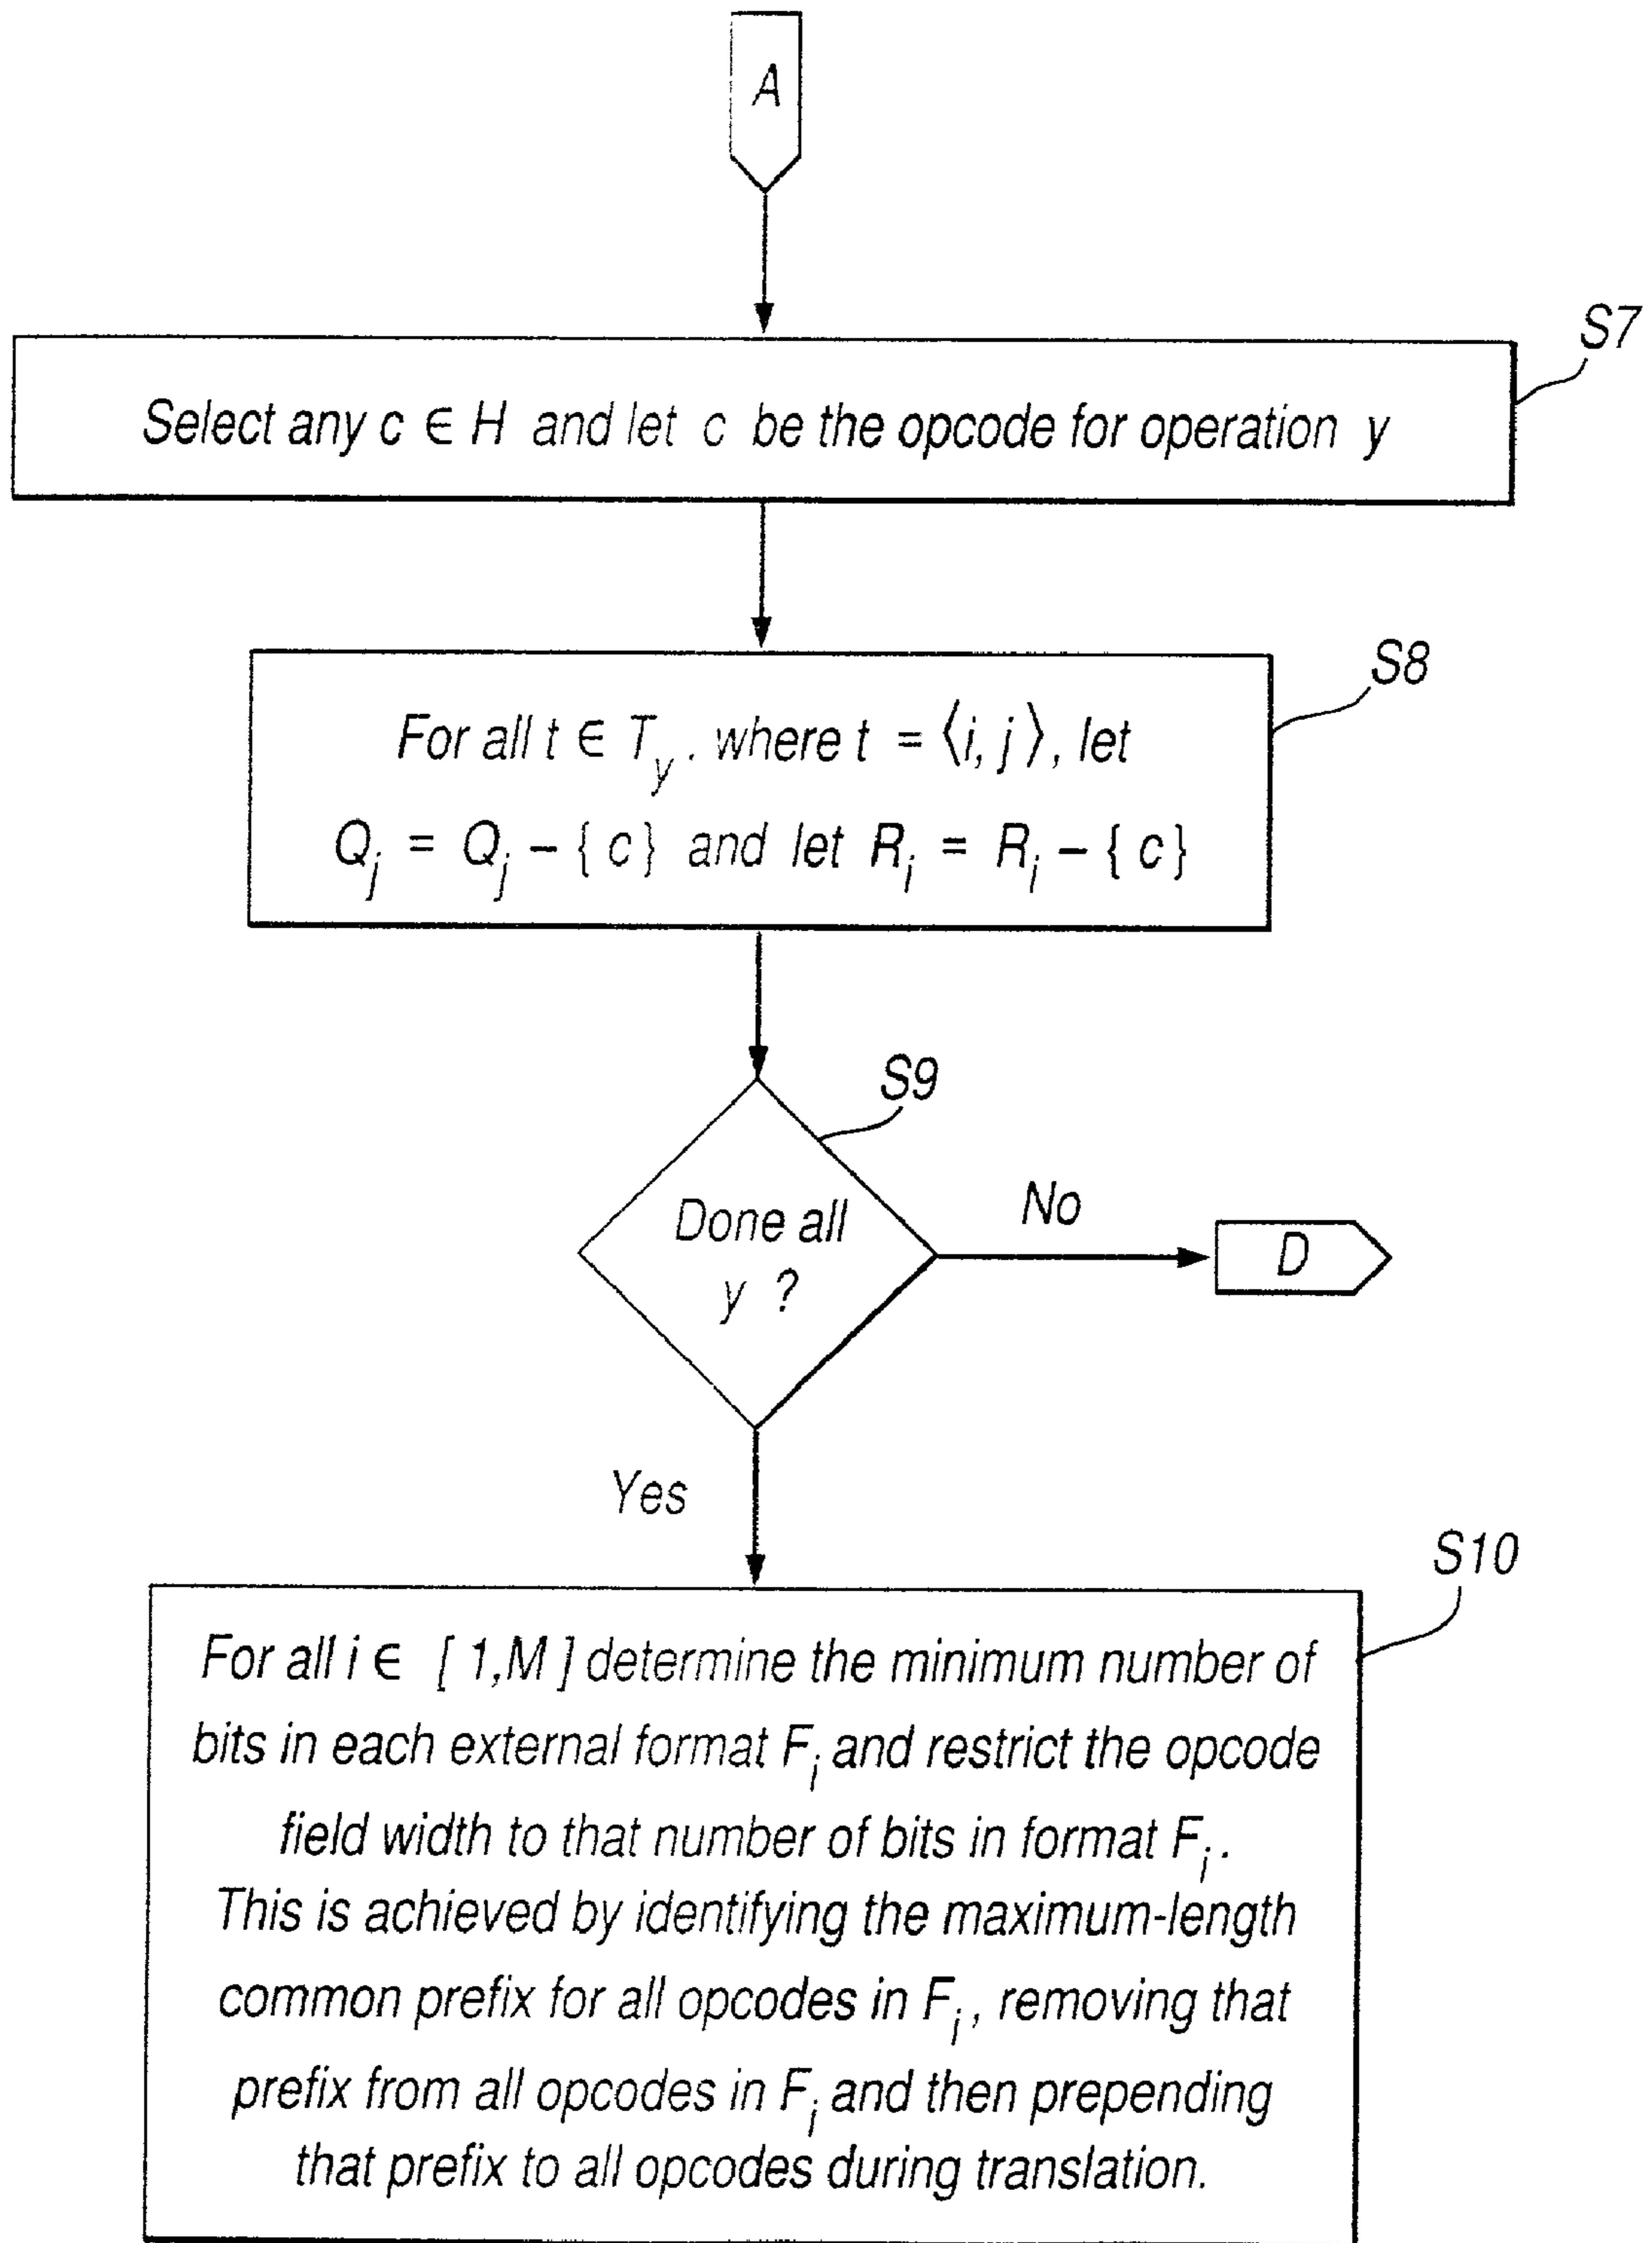 A
S7
Select any c ∈ H and let c be the opcode for operation y
S8
For all t ∈ T_y . where t = ⟨i, j⟩, let
Q_j = Q_j – { c } and let R_i = R_i – { c }
S9
Done all
y ?
No
D
Yes
S10
For all i ∈ [ 1,M ] determine the minimum number of
bits in each external format F_i and restrict the opcode
field width to that number of bits in format F_i.
This is achieved by identifying the maximum-length
common prefix for all opcodes in F_i, removing that
prefix from all opcodes in F_i and then prepending
that prefix to all opcodes during translation.